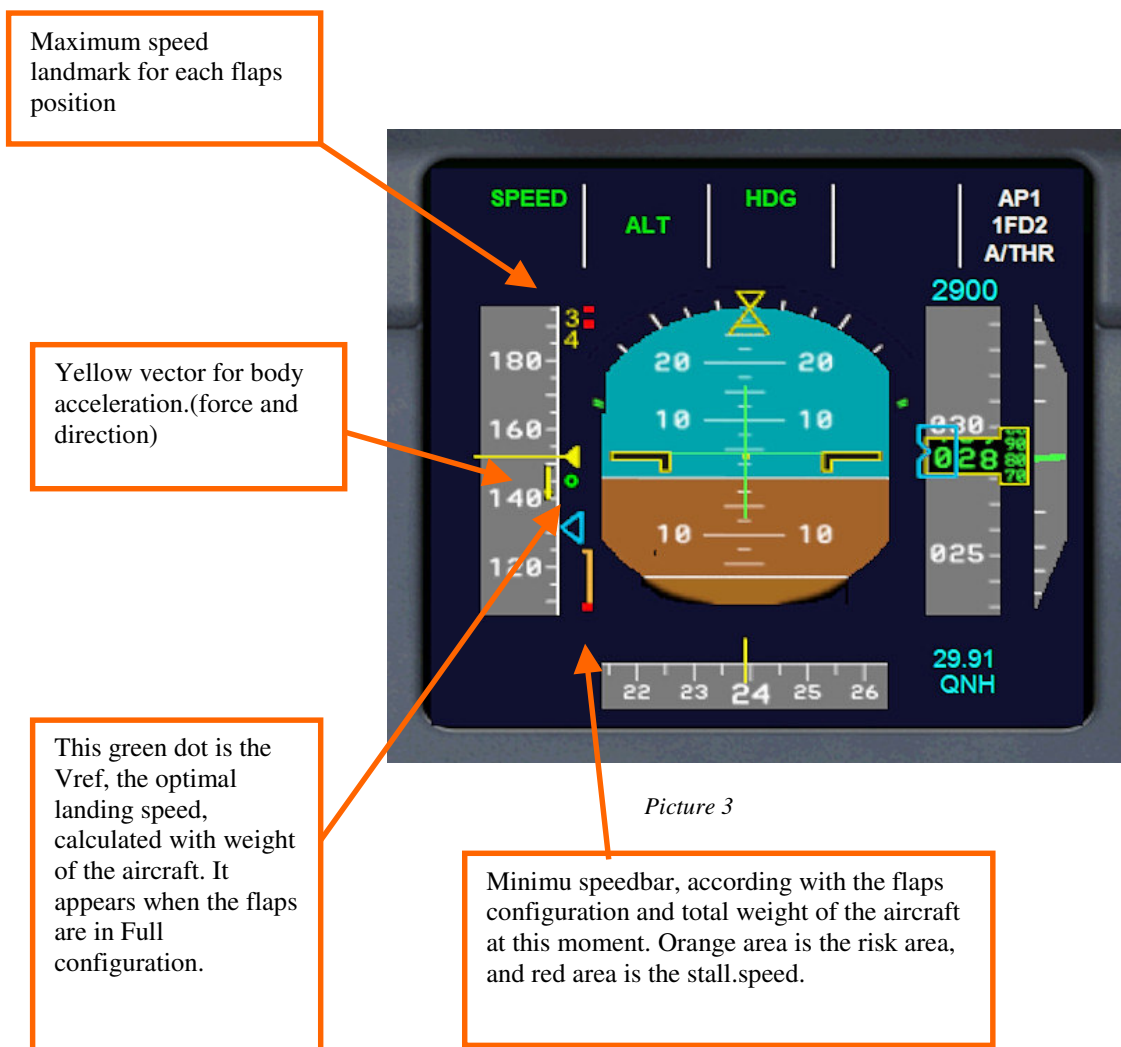 Maximum speed
landmark for each flaps
position
SPEED
ALT
HDG
AP1
1FD2
A/THR
2900
3
4
180
20
20
160
10
10
030
90
028
80
70
140
10
10
025
120
29.91
QNH
22
23
24
25
26
Yellow vector for body
acceleration.(force and
direction)
This green dot is the
Vref, the optimal
landing speed,
calculated with weight
of the aircraft. It
appears when the flaps
are in Full
configuration.
Picture 3
Minimu speedbar, according with the flaps
configuration and total weight of the aircraft
at this moment. Orange area is the risk area,
and red area is the stall.speed.